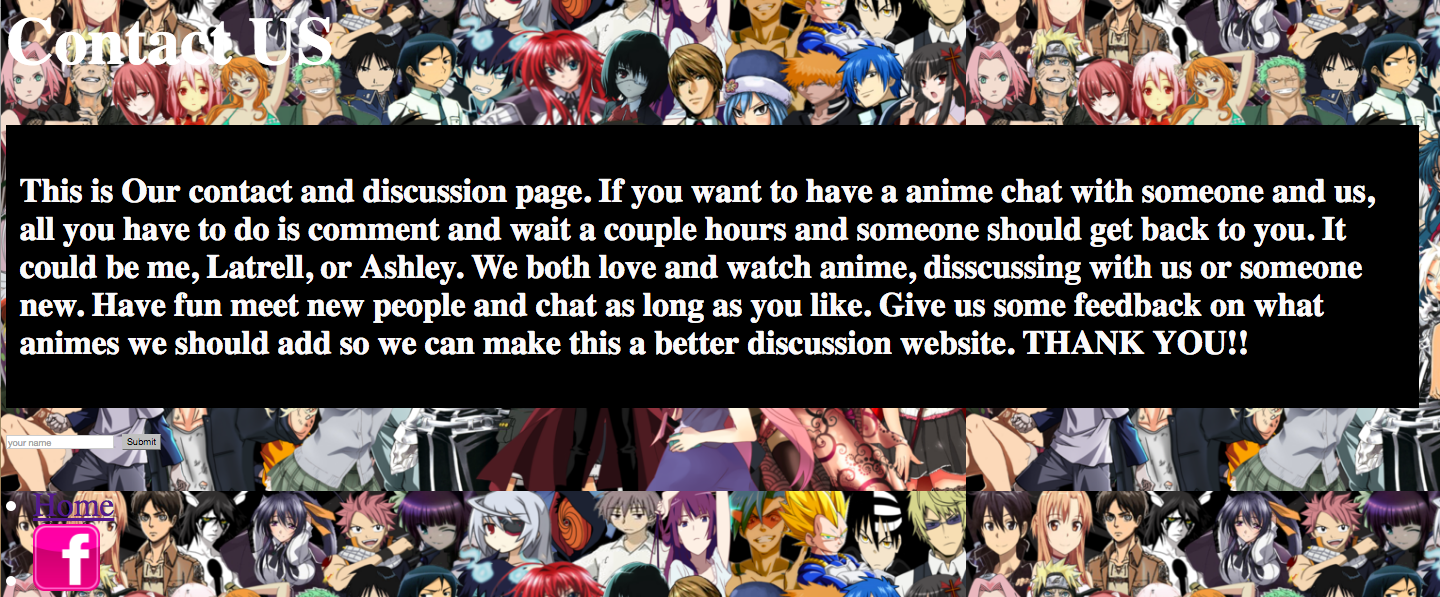 Contact US
This is Our contact and discussion page. If you want to have a anime chat with someone and us,
all you have to do is comment and wait a couple hours and someone should get back to you. It
could be me, Latrell, or Ashley. We both love and watch anime, disscussing with us or someone
new. Have fun meet new people and chat as long as you like. Give us some feedback on what
animes we should add so we can make this a better discussion website. THANK YOU!!
your name Submit
Home
f